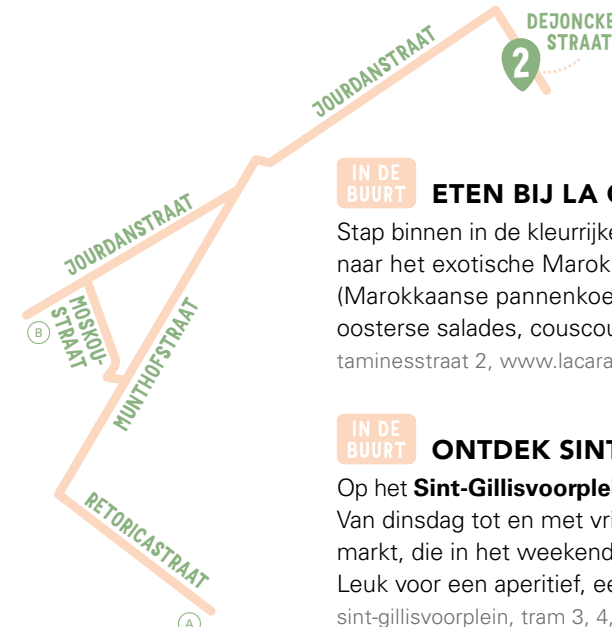 DEJONCKE
STRAAT
2
JOURDANSTRAAT
JOURDANSTRAAT
MOSKOU-
STRAAT
B
MUNTHOFSTRAAT
RETORICASTRAAT
A
IN DE
BUURT
ETEN BIJ LA
Stap binnen in de kleurrijke
naar het exotische Marok
(Marokkaanse pannenkoe
oosterse salades, couscou
taminesstraat 2, www.lacara
IN DE
BUURT
ONTDEK SINT
Op het Sint-Gillisvoorplei
Van dinsdag tot en met vri
markt, die in het weekend
Leuk voor een aperitief, ee
sint-gillisvoorplein, tram 3, 4,